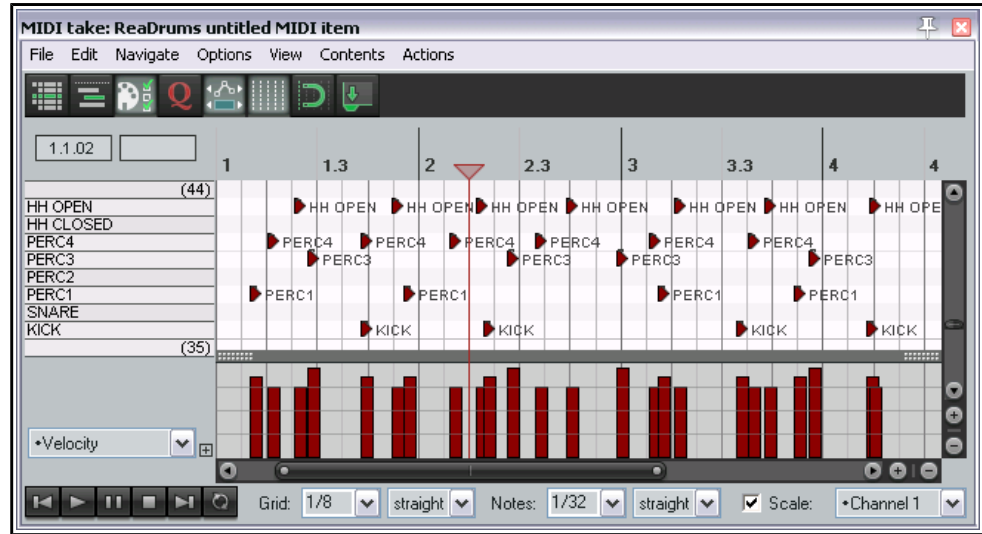 MIDI take: ReaDrums untitled MIDI item
File Edit Navigate Options View Contents Actions
Q
1.1.02
1 1.3 2 2.3 3 3.3 4 4
(44)
HH OPEN HH OPEN HH OPEN HH OPEN HH OPEN HH OPEN HH OPEN HH OPE
HH CLOSED
PERC4 PERC4 PERC4 PERC4 PERC4 PERC4 PERC4
PERC3 PERC3 PERC3 PERC3 PERC3
PERC2
PERC1 PERC1 PERC1 PERC1 PERC1
SNARE
KICK KICK KICK KICK KICK
(35)
•Velocity
Grid: 1/8 straight Notes: 1/32 straight Scale: •Channel 1